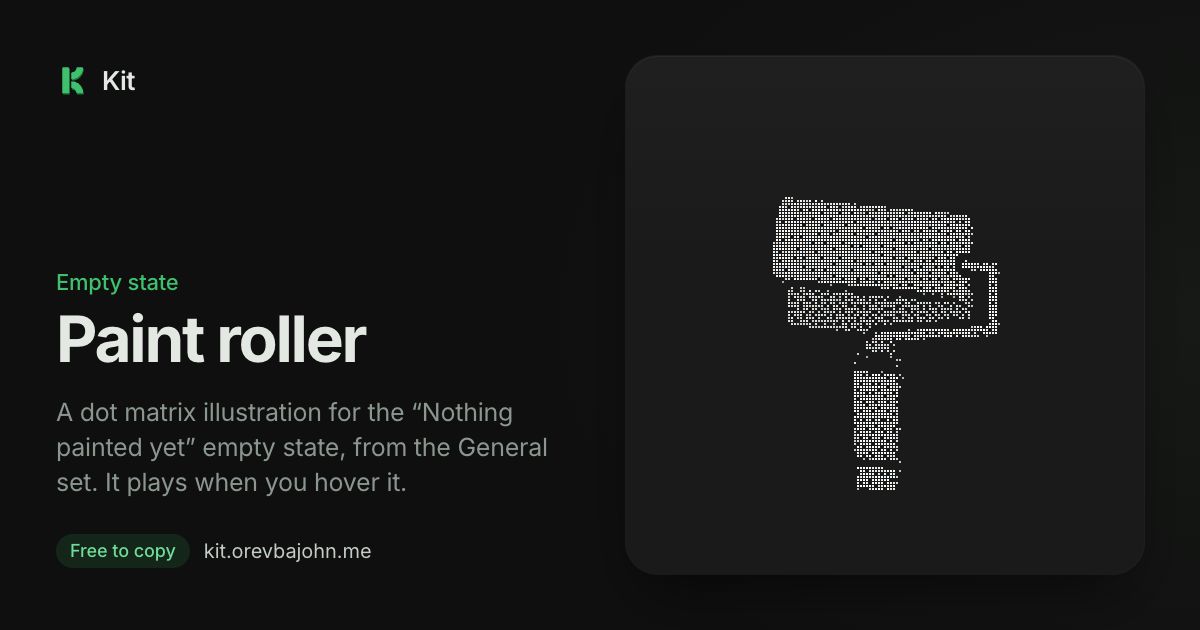 Kit
Empty state
Paint roller
A dot matrix illustration for the “Nothing
painted yet” empty state, from the General
set. It plays when you hover it.
Free to copy
kit.orevbajohn.me